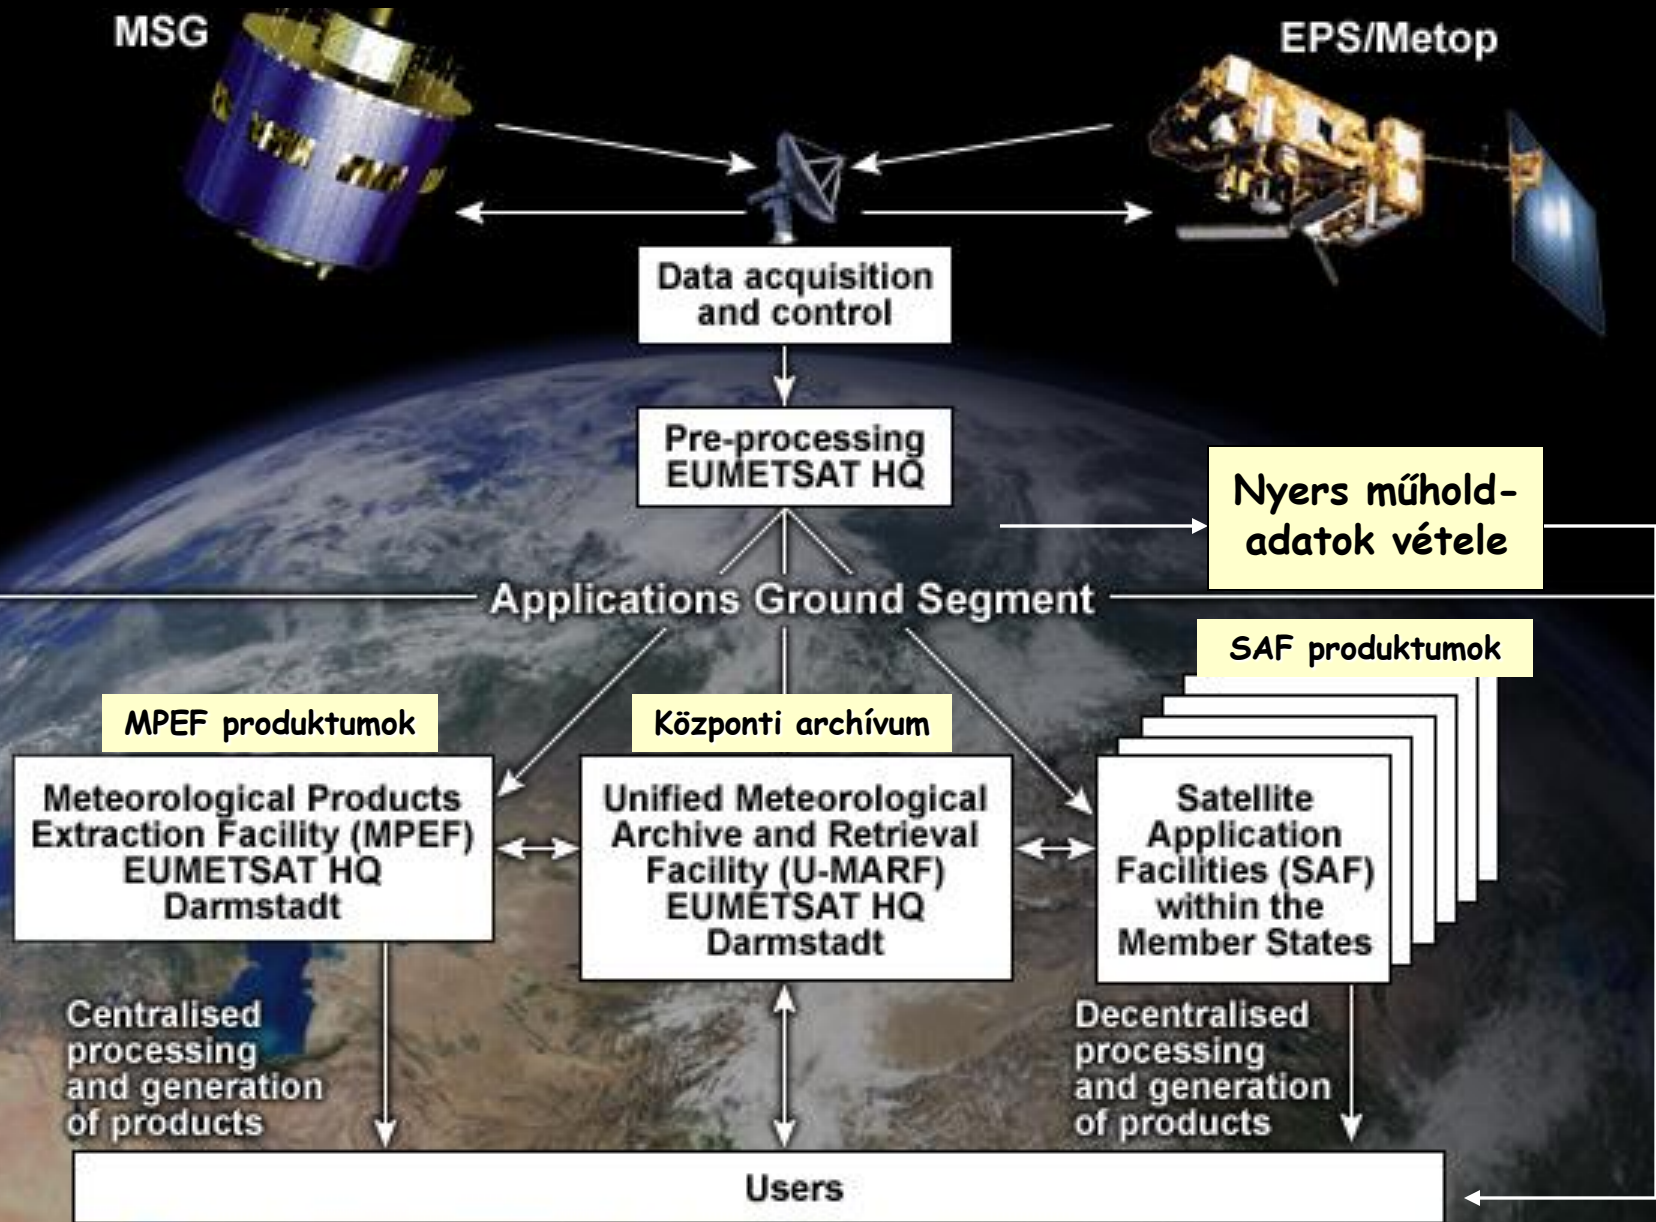 MSG
EPS/Metop
Data acquisition
and control
Pre-processing
EUMETSAT HQ
Nyers műhold-
adatok vétele
Applications Ground Segment
SAF produktumok
MPEF produktumok
Központi archívum
Meteorological Products
Extraction Facility (MPEF)
EUMETSAT HQ
Darmstadt
Unified Meteorological
Archive and Retrieval
Facility (U-MARF)
EUMETSAT HQ
Darmstadt
Satellite
Application
Facilities (SAF)
within the
Member States
Centralised
processing
and generation
of products
Decentralised
processing
and generation
of products
Users